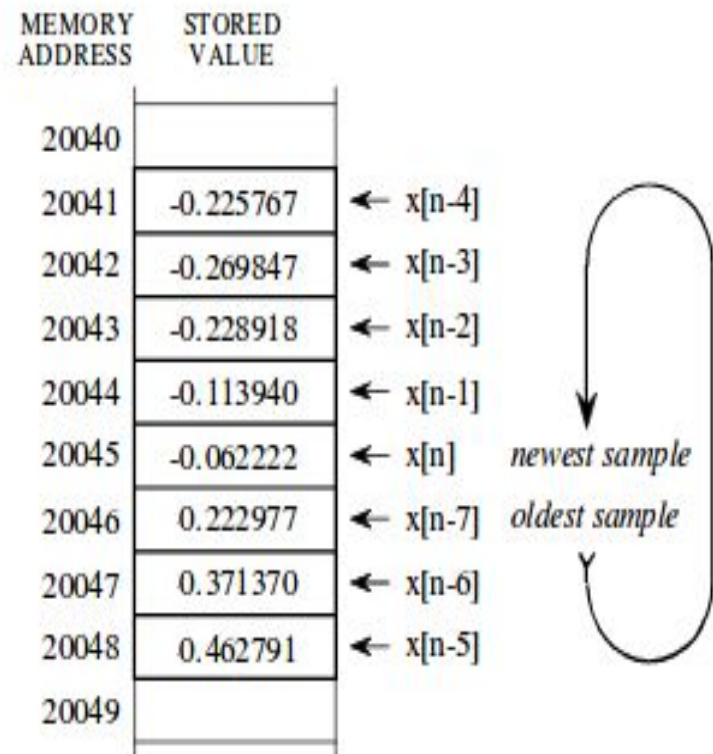 MEMORY ADDRESS STORED VALUE
20040
20041 -0.225767 x[n-4]
20042 -0.269847 x[n-3]
20043 -0.228918 x[n-2]
20044 -0.113940 x[n-1]
20045 -0.062222 x[n] newest sample
20046 0.222977 x[n-7] oldest sample
20047 0.371370 x[n-6]
20048 0.462791 x[n-5]
20049